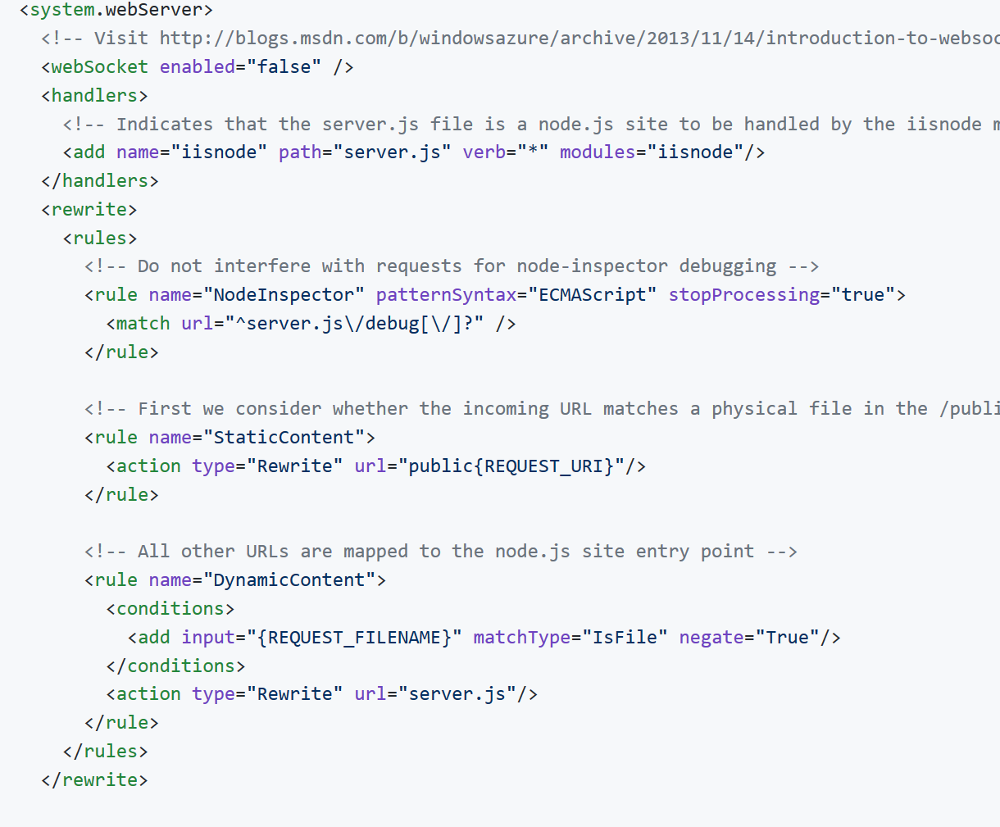 <system.webServer>
<!-- Visit http://blogs.msdn.com/b/windowsazure/archive/2013/11/14/introduction-to-websoc
<webSocket enabled="false" />
<handlers>
<!-- Indicates that the server.js file is a node.js site to be handled by the iisnode m
<add name="iisnode" path="server.js" verb="*" modules="iisnode"/>
</handlers>
<rewrite>
<rules>
<!-- Do not interfere with requests for node-inspector debugging -->
<rule name="NodeInspector" patternSyntax="ECMAScript" stopProcessing="true">
<match url="^server.js\/debug[\/]?" />
</rule>
<!-- First we consider whether the incoming URL matches a physical file in the /publi
<rule name="StaticContent">
<action type="Rewrite" url="public{REQUEST_URI}"/>
</rule>
<!-- All other URLs are mapped to the node.js site entry point -->
<rule name="DynamicContent">
<conditions>
<add input="{REQUEST_FILENAME}" matchType="IsFile" negate="True"/>
</conditions>
<action type="Rewrite" url="server.js"/>
</rule>
</rules>
</rewrite>